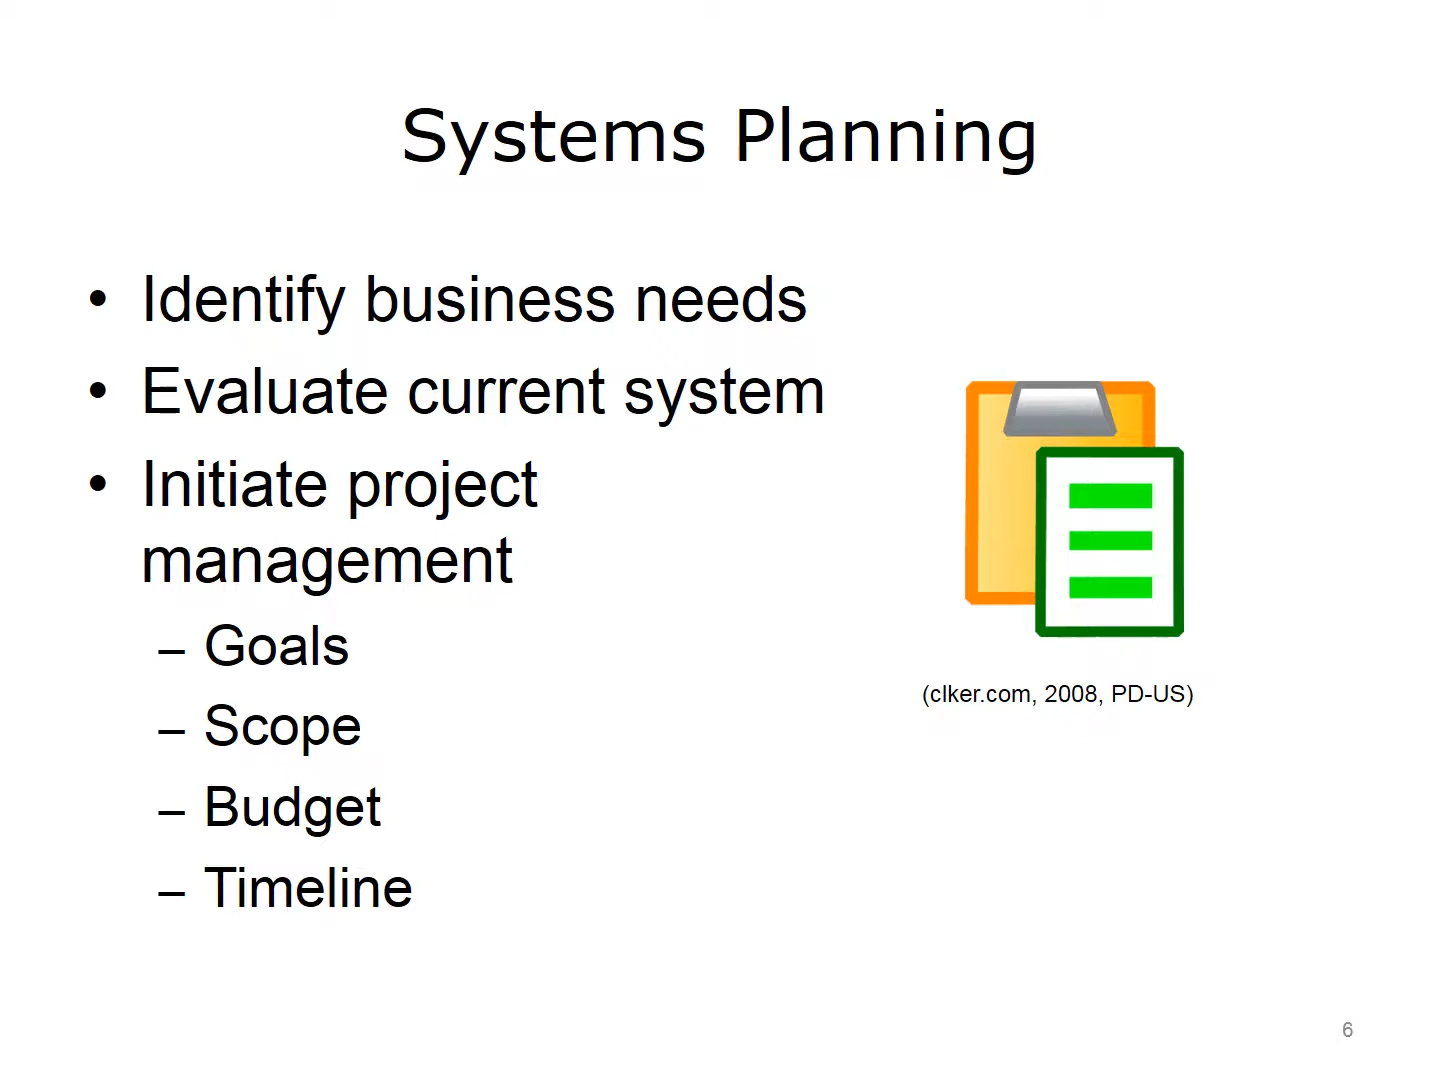 Systems Planning
• Identify business needs
• Evaluate current system
• Initiate project
management
– Goals
– Scope
– Budget
– Timeline
(clker.com, 2008, PD-US)
6